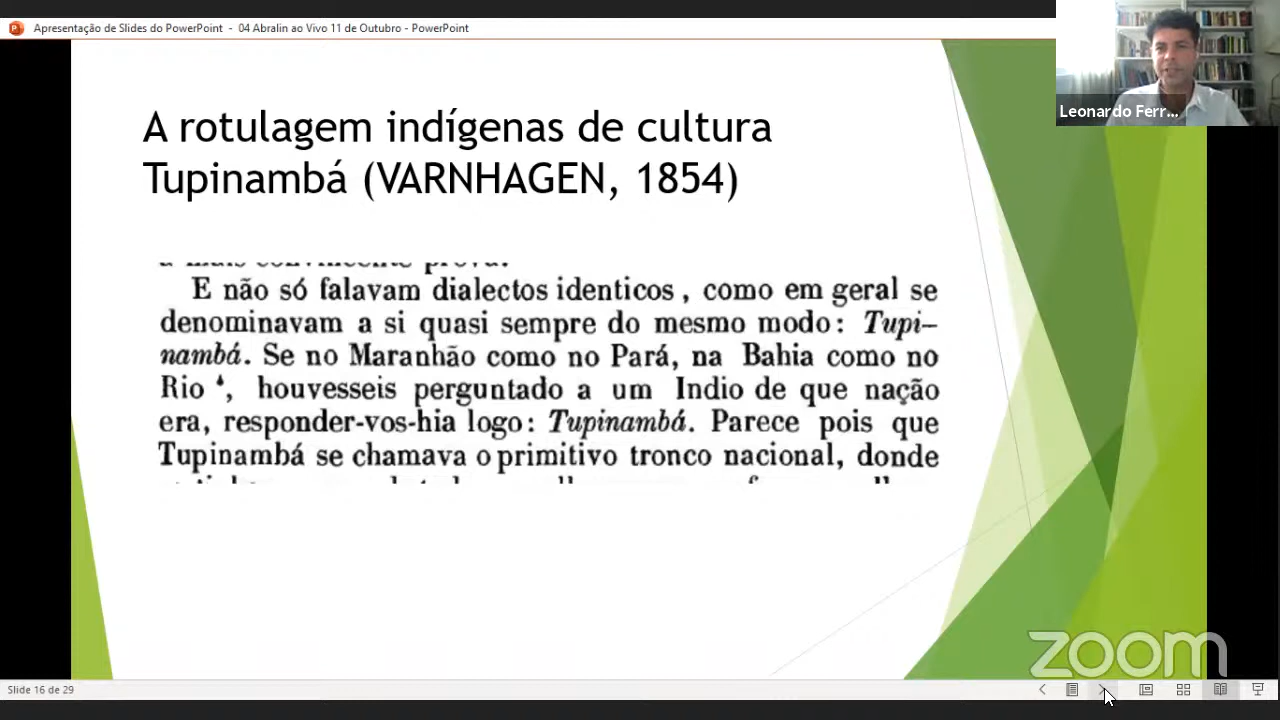 Apresentação de Slides do PowerPoint - 04 Abralin ao Vivo 11 de Outubro - PowerPoint
Leonardo Ferr...
A rotulagem indígenas de cultura
Tupinambá (VARNHAGEN, 1854)
E não só falavam dialectos identicos, como em geral se
denominavam a si quasi sempre do mesmo modo: Tupi-
nambá. Se no Maranhão como no Pará, na Bahia como no
Rio ⁴, houvesseis perguntado a um Indio de que nação
era, responder-vos-hia logo: Tupinambá. Parece pois que
Tupinambá se chamava o primitivo tronco nacional, donde
zoom
Slide 16 de 29